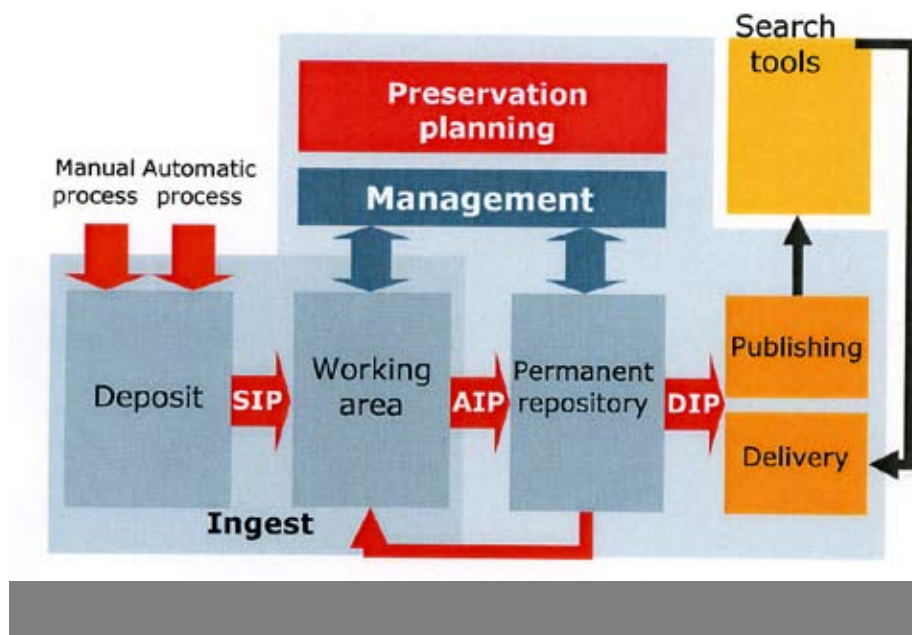 Search
tools
Preservation
planning
Manual Automatic
process process
Management
Deposit
SIP
Working
area
AIP
Permanent
repository
DIP
Publishing
Delivery
Ingest